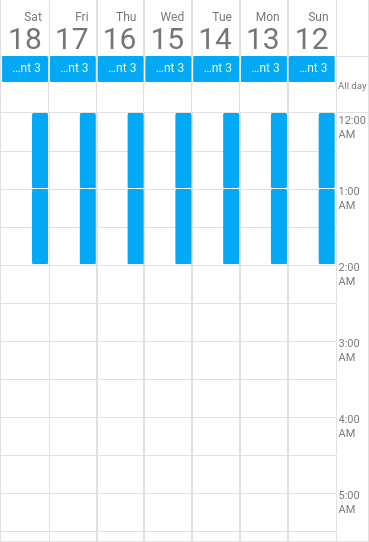 Sat Fri Thu Wed Tue Mon Sun
18 17 16 15 14 13 12
...nt 3 ...nt 3 ...nt 3 ...nt 3 ...nt 3 ...nt 3 ...nt 3
All day
12:00
AM
1:00
AM
2:00
AM
3:00
AM
4:00
AM
5:00
AM